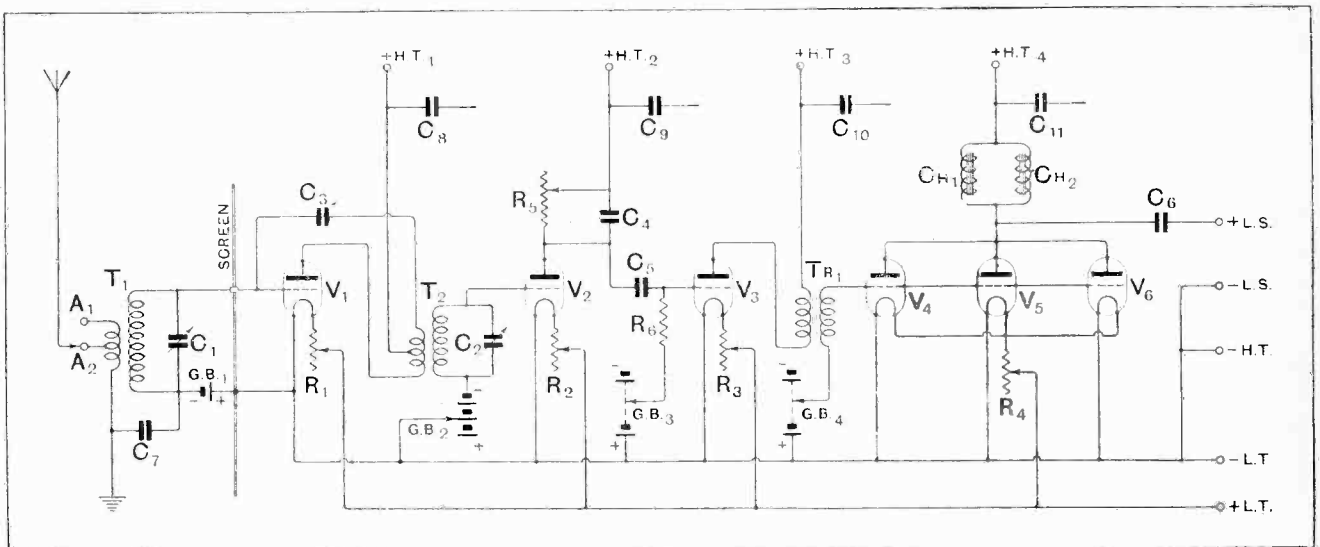 +H.T.1
+H.T.2
+H.T.3
+H.T.4
C8
C9
C10
C11
CH1
CH2
C3
R5
C4
C6
+L.S.
SCREEN
T1
V1
T2
V2
C5
V3
TR1
V4
V5
V6
-L.S.
A1
A2
C1
C2
R6
-H.T.
G.B.1
- +
R1
-
R2
-
R3
-
R4
G.B.2
G.B.3
G.B.4
C7
+
+
+
-L.T
+L.T.